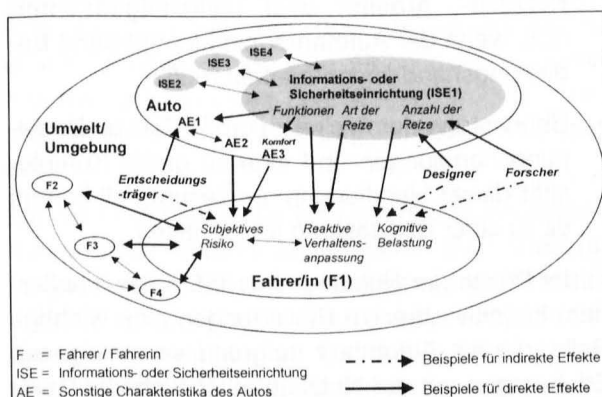 ISE4
ISE3
ISE2
Informations- oder
Sicherheitseinrichtung (ISE1)
Auto
Funktionen Art der Reize Anzahl der Reize
AE1
Komfort
AE2 AE3
Umwelt/
Umgebung
Entscheidungs
-träger
Designer
Forscher
F2
F3
F4
Subjektives
Risiko
Reaktive
Verhaltens-
anpassung
Kognitive
Belastung
Fahrer/in (F1)
F = Fahrer / Fahrerin
ISE = Informations- oder Sicherheitseinrichtung
AE = Sonstige Charakteristika des Autos
Beispiele für indirekte Effekte
Beispiele für direkte Effekte